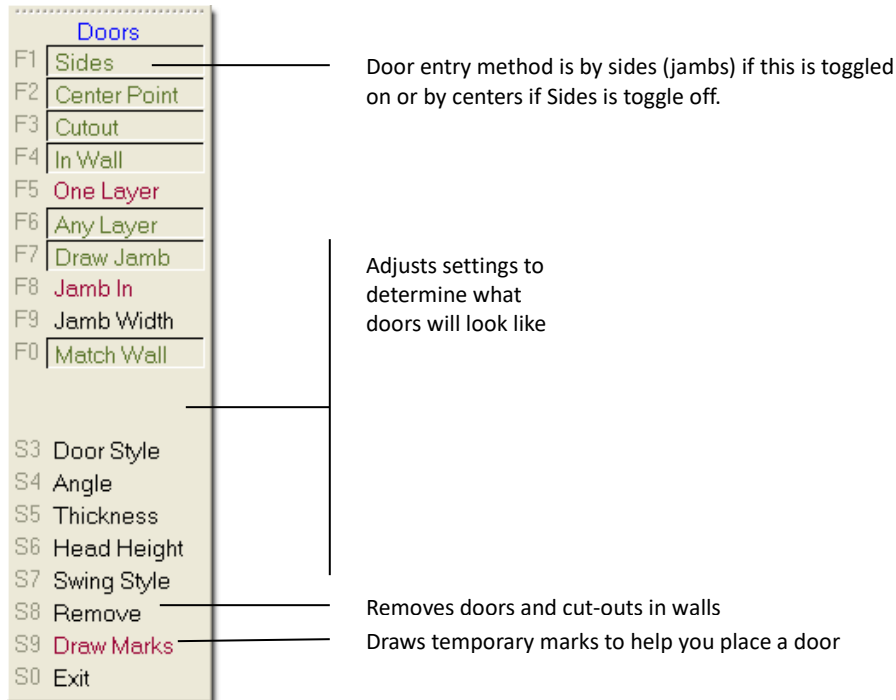 Doors
F1 Sides
F2 Center Point
F3 Cutout
F4 In Wall
F5 One Layer
F6 Any Layer
F7 Draw Jamb
F8 Jamb In
F9 Jamb Width
F0 Match Wall
S3 Door Style
S4 Angle
S5 Thickness
S6 Head Height
S7 Swing Style
S8 Remove
S9 Draw Marks
S0 Exit
Door entry method is by sides (jambs) if this is toggled
on or by centers if Sides is toggle off.
Adjusts settings to
determine what
doors will look like
Removes doors and cut-outs in walls
Draws temporary marks to help you place a door